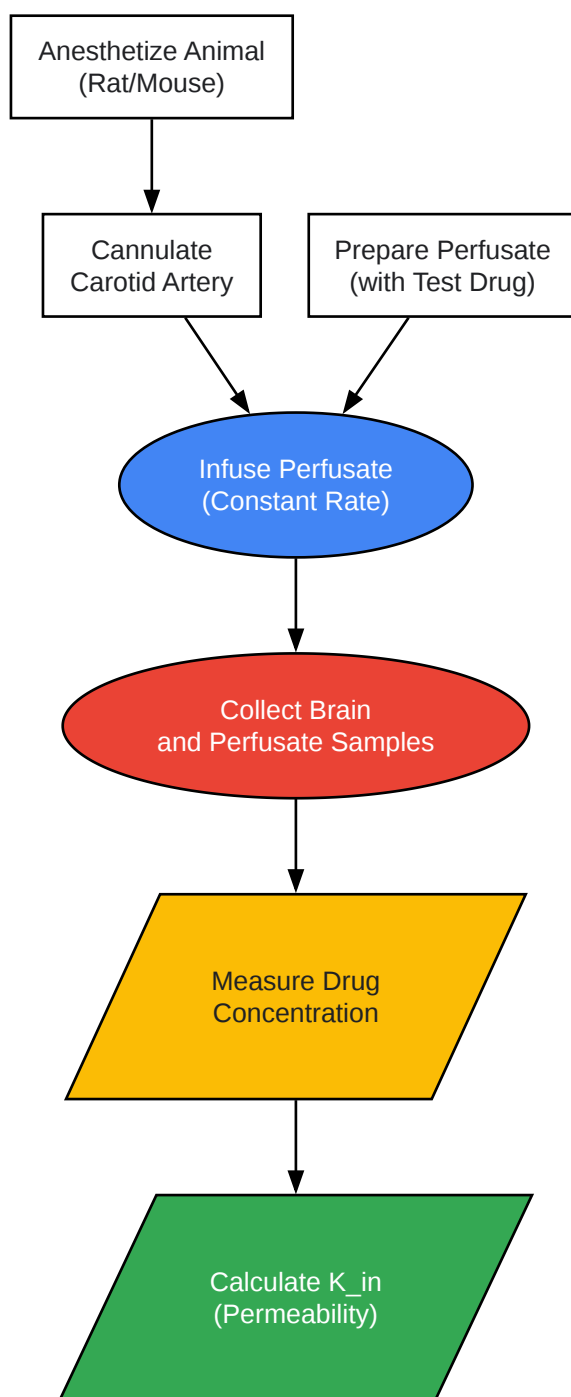 Anesthetize Animal
(Rat/Mouse)
Cannulate
Carotid Artery
Prepare Perfusate
(with Test Drug)
Infuse Perfusate
(Constant Rate)
Collect Brain
and Perfusate Samples
Measure Drug
Concentration
Calculate K_in
(Permeability)